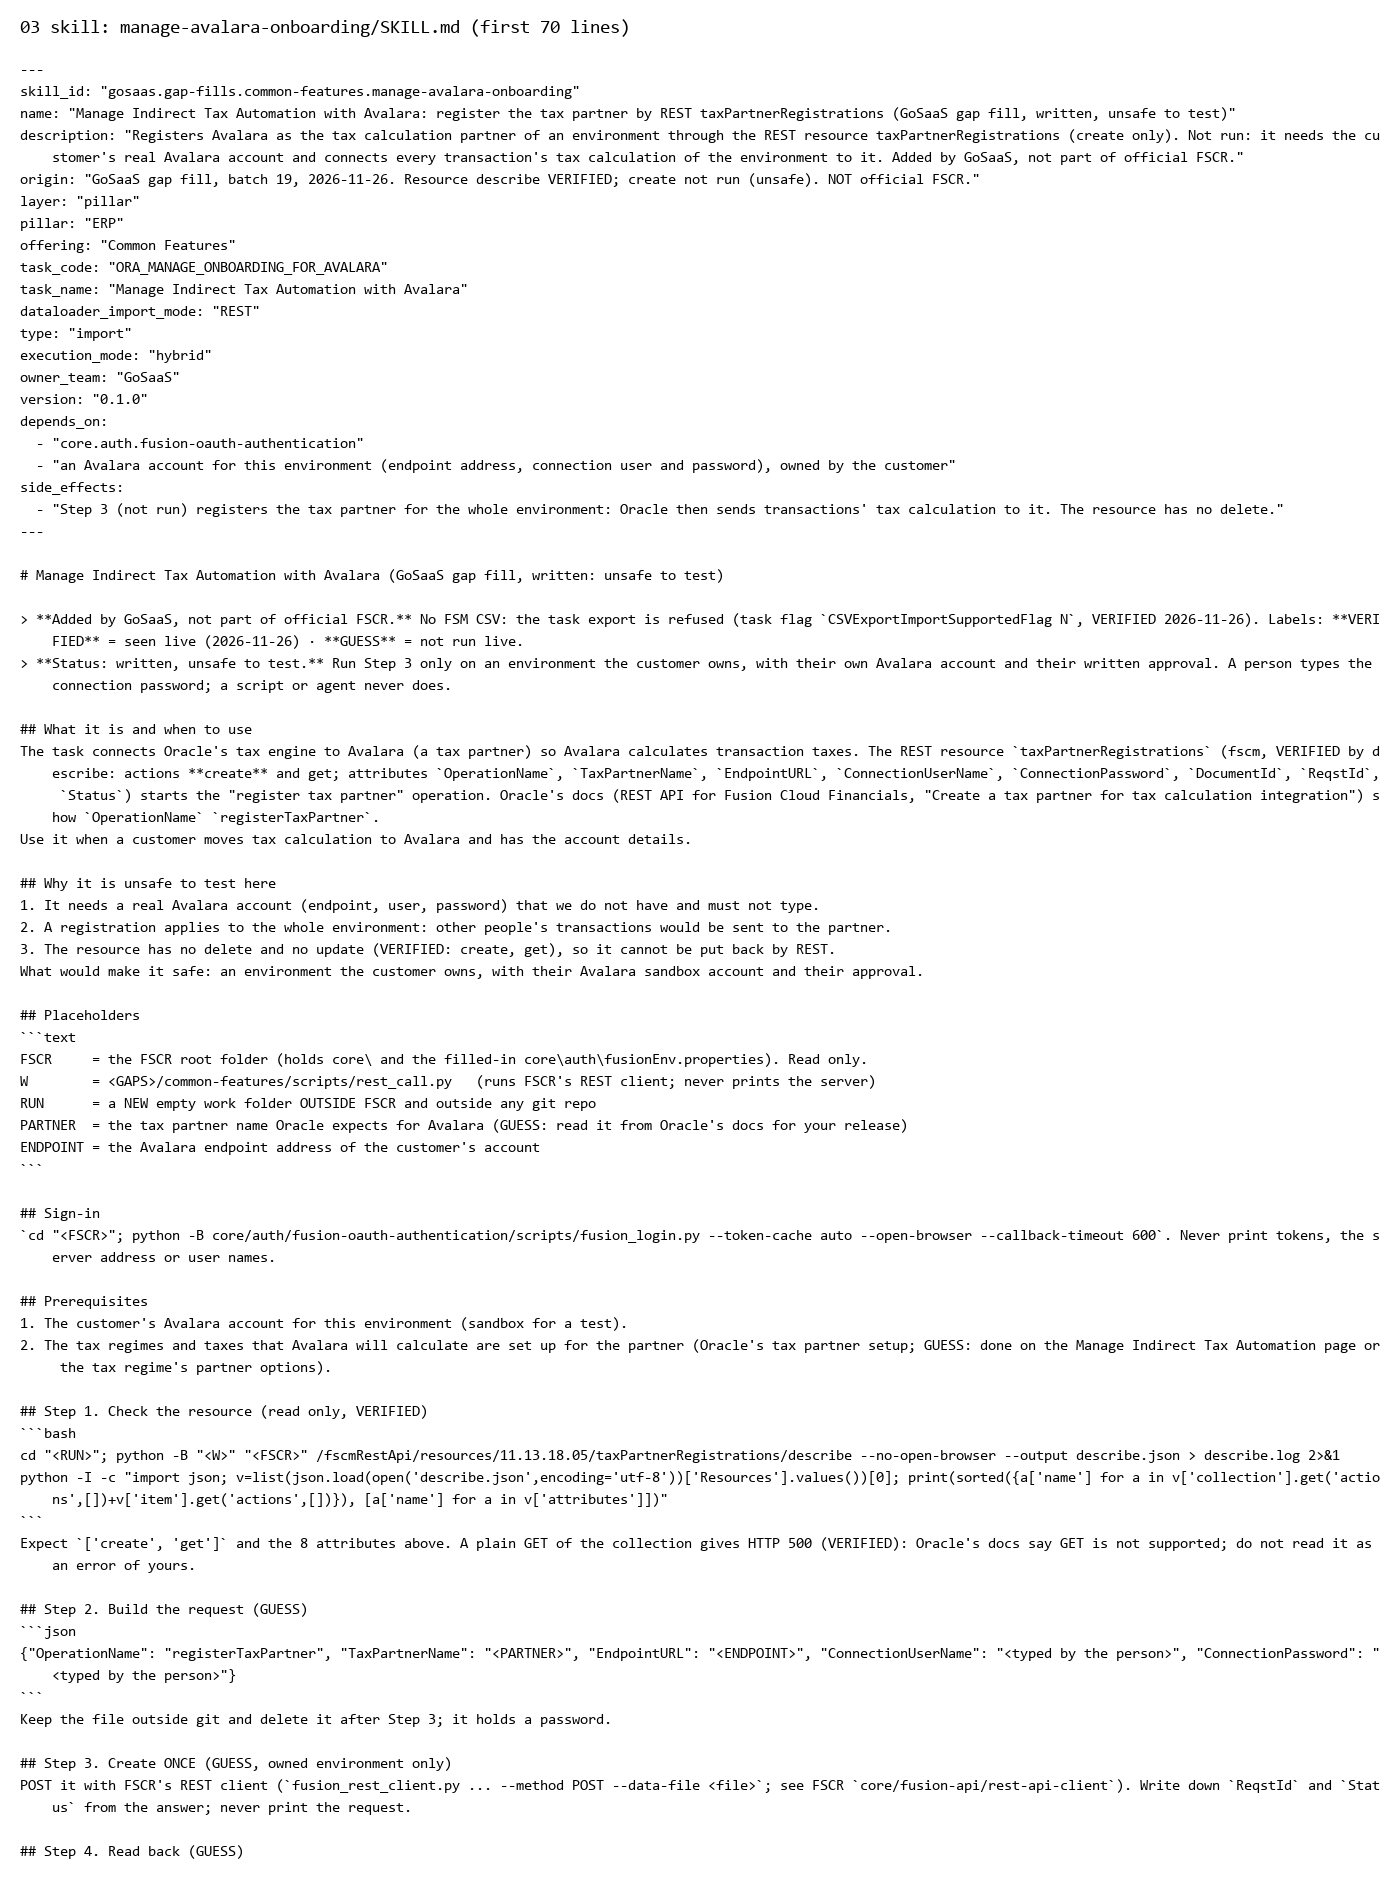 03 skill: manage-avalara-onboarding/SKILL.md (first 70 lines)
---
skill_id: "gosaas.gap-fills.common-features.manage-avalara-onboarding"
name: "Manage Indirect Tax Automation with Avalara: register the tax partner by REST taxPartnerRegistrations (GoSaaS gap fill, written, unsafe to test)"
description: "Registers Avalara as the tax calculation partner of an environment through the REST resource taxPartnerRegistrations (create only). Not run: it needs the cu
stomer's real Avalara account and connects every transaction's tax calculation of the environment to it. Added by GoSaaS, not part of official FSCR."
origin: "GoSaaS gap fill, batch 19, 2026-11-26. Resource describe VERIFIED; create not run (unsafe). NOT official FSCR."
layer: "pillar"
pillar: "ERP"
offering: "Common Features"
task_code: "ORA_MANAGE_ONBOARDING_FOR_AVALARA"
task_name: "Manage Indirect Tax Automation with Avalara"
dataloader_import_mode: "REST"
type: "import"
execution_mode: "hybrid"
owner_team: "GoSaaS"
version: "0.1.0"
depends_on:
  - "core.auth.fusion-oauth-authentication"
  - "an Avalara account for this environment (endpoint address, connection user and password), owned by the customer"
side_effects:
  - "Step 3 (not run) registers the tax partner for the whole environment: Oracle then sends transactions' tax calculation to it. The resource has no delete."
---
# Manage Indirect Tax Automation with Avalara (GoSaaS gap fill, written: unsafe to test)
> **Added by GoSaaS, not part of official FSCR.** No FSM CSV: the task export is refused (task flag `CSVExportImportSupportedFlag N`, VERIFIED 2026-11-26). Labels: **VERI
FIED** = seen live (2026-11-26) · **GUESS** = not run live.
> **Status: written, unsafe to test.** Run Step 3 only on an environment the customer owns, with their own Avalara account and their written approval. A person types the
connection password; a script or agent never does.
## What it is and when to use
The task connects Oracle's tax engine to Avalara (a tax partner) so Avalara calculates transaction taxes. The REST resource `taxPartnerRegistrations` (fscm, VERIFIED by d
escribe: actions **create** and get; attributes `OperationName`, `TaxPartnerName`, `EndpointURL`, `ConnectionUserName`, `ConnectionPassword`, `DocumentId`, `ReqstId`,
`Status`) starts the "register tax partner" operation. Oracle's docs (REST API for Fusion Cloud Financials, "Create a tax partner for tax calculation integration") s
how `OperationName` `registerTaxPartner`.
Use it when a customer moves tax calculation to Avalara and has the account details.
## Why it is unsafe to test here
1. It needs a real Avalara account (endpoint, user, password) that we do not have and must not type.
2. A registration applies to the whole environment: other people's transactions would be sent to the partner.
3. The resource has no delete and no update (VERIFIED: create, get), so it cannot be put back by REST.
What would make it safe: an environment the customer owns, with their Avalara sandbox account and their approval.
## Placeholders
```text
FSCR     = the FSCR root folder (holds core\ and the filled-in core\auth\fusionEnv.properties). Read only.
W        = <GAPS>/common-features/scripts/rest_call.py   (runs FSCR's REST client; never prints the server)
RUN      = a NEW empty work folder OUTSIDE FSCR and outside any git repo
PARTNER  = the tax partner name Oracle expects for Avalara (GUESS: read it from Oracle's docs for your release)
ENDPOINT = the Avalara endpoint address of the customer's account
```
## Sign-in
`cd "<FSCR>"; python -B core/auth/fusion-oauth-authentication/scripts/fusion_login.py --token-cache auto --open-browser --callback-timeout 600`. Never print tokens, the s
erver address or user names.
## Prerequisites
1. The customer's Avalara account for this environment (sandbox for a test).
2. The tax regimes and taxes that Avalara will calculate are set up for the partner (Oracle's tax partner setup; GUESS: done on the Manage Indirect Tax Automation page or
the tax regime's partner options).
## Step 1. Check the resource (read only, VERIFIED)
```bash
cd "<RUN>"; python -B "<W>" "<FSCR>" /fscmRestApi/resources/11.13.18.05/taxPartnerRegistrations/describe --no-open-browser --output describe.json > describe.log 2>&1
python -I -c "import json; v=list(json.load(open('describe.json',encoding='utf-8'))['Resources'].values())[0]; print(sorted({a['name'] for a in v['collection'].get('actio
ns',[])+v['item'].get('actions',[])}), [a['name'] for a in v['attributes']])"
```
Expect `['create', 'get']` and the 8 attributes above. A plain GET of the collection gives HTTP 500 (VERIFIED): Oracle's docs say GET is not supported; do not read it as
an error of yours.
## Step 2. Build the request (GUESS)
```json
{"OperationName": "registerTaxPartner", "TaxPartnerName": "<PARTNER>", "EndpointURL": "<ENDPOINT>", "ConnectionUserName": "<typed by the person>", "ConnectionPassword": "
<typed by the person>"}
```
Keep the file outside git and delete it after Step 3; it holds a password.
## Step 3. Create ONCE (GUESS, owned environment only)
POST it with FSCR's REST client (`fusion_rest_client.py ... --method POST --data-file <file>`; see FSCR `core/fusion-api/rest-api-client`). Write down `ReqstId` and `Stat
us` from the answer; never print the request.
## Step 4. Read back (GUESS)